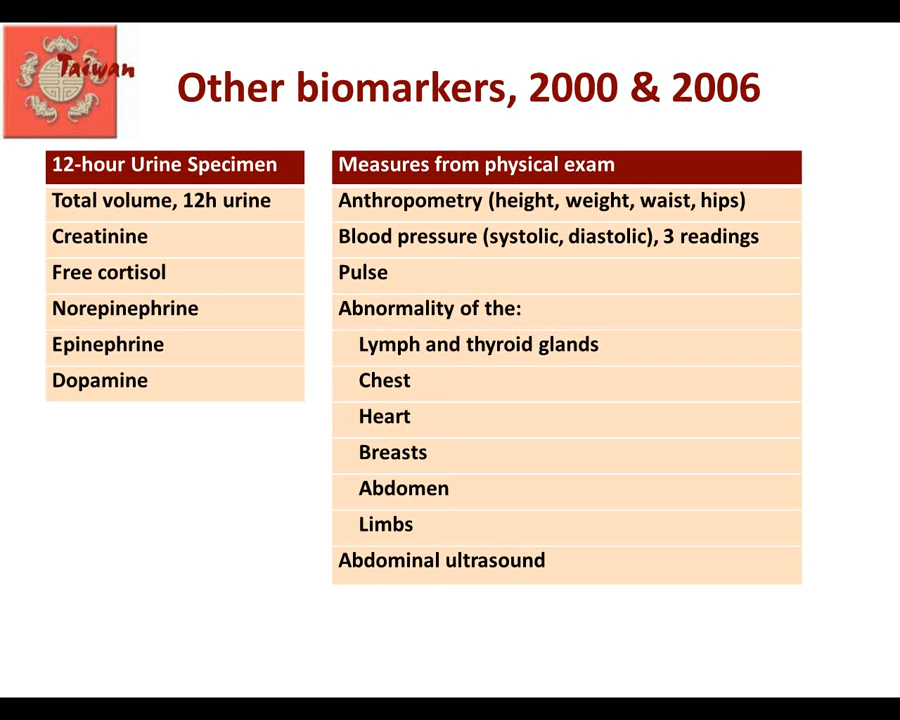 Taiwan
Other biomarkers, 2000 & 2006
12-hour Urine Specimen
Total volume, 12h urine
Creatinine
Free cortisol
Norepinephrine
Epinephrine
Dopamine
Measures from physical exam
Anthropometry (height, weight, waist, hips)
Blood pressure (systolic, diastolic), 3 readings
Pulse
Abnormality of the:
Lymph and thyroid glands
Chest
Heart
Breasts
Abdomen
Limbs
Abdominal ultrasound